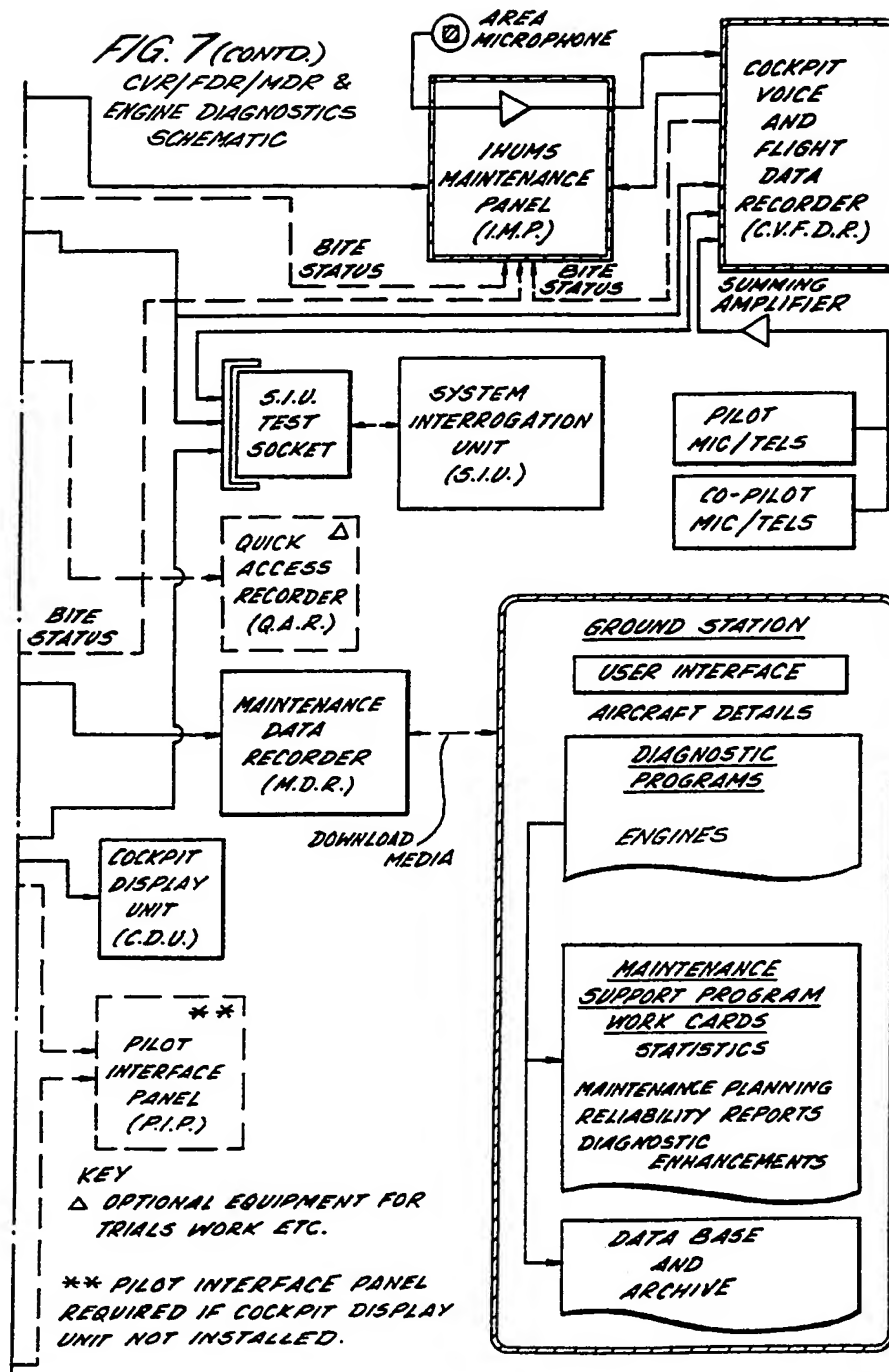 FIG. 7 (CONTD.)
CVR/FDR/MDR &
ENGINE DIAGNOSTICS
SCHEMATIC
AREA
MICROPHONE
IHUMS
MAINTENANCE
PANEL
(I.M.P.)
COCKPIT
VOICE
AND
FLIGHT
DATA
RECORDER
(C.V.F.D.R.)
BITE
STATUS
BITE
STATUS
SUMMING
AMPLIFIER
S.I.U.
TEST
SOCKET
SYSTEM
INTERROGATION
UNIT
(S.I.U.)
PILOT
MIC/TELS
CO-PILOT
MIC/TELS
QUICK Δ
ACCESS
RECORDER
(Q.A.R.)
BITE
STATUS
MAINTENANCE
DATA
RECORDER
(M.D.R.)
DOWNLOAD
MEDIA
GROUND STATION
USER INTERFACE
AIRCRAFT DETAILS
DIAGNOSTIC
PROGRAMS
ENGINES
MAINTENANCE
SUPPORT PROGRAM
WORK CARDS
STATISTICS
MAINTENANCE PLANNING
RELIABILITY REPORTS
DIAGNOSTIC
ENHANCEMENTS
DATA BASE
AND
ARCHIVE
COCKPIT
DISPLAY
UNIT
(C.D.U.)
**
PILOT
INTERFACE
PANEL
(P.I.P.)
KEY
Δ OPTIONAL EQUIPMENT FOR
TRIALS WORK ETC.
** PILOT INTERFACE PANEL
REQUIRED IF COCKPIT DISPLAY
UNIT NOT INSTALLED.